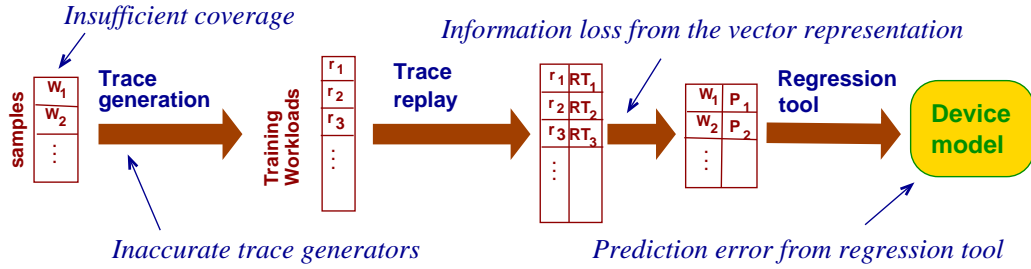 Insufficient coverage
Information loss from the vector representation
samples
W1
W2
⋮
Trace
generation
Training
Workloads
r1
r2
r3
⋮
Trace
replay
r1 RT1
r2 RT2
r3 RT3
⋮
W1 P1
W2 P2
⋮
Regression
tool
Device
model
Inaccurate trace generators
Prediction error from regression tool